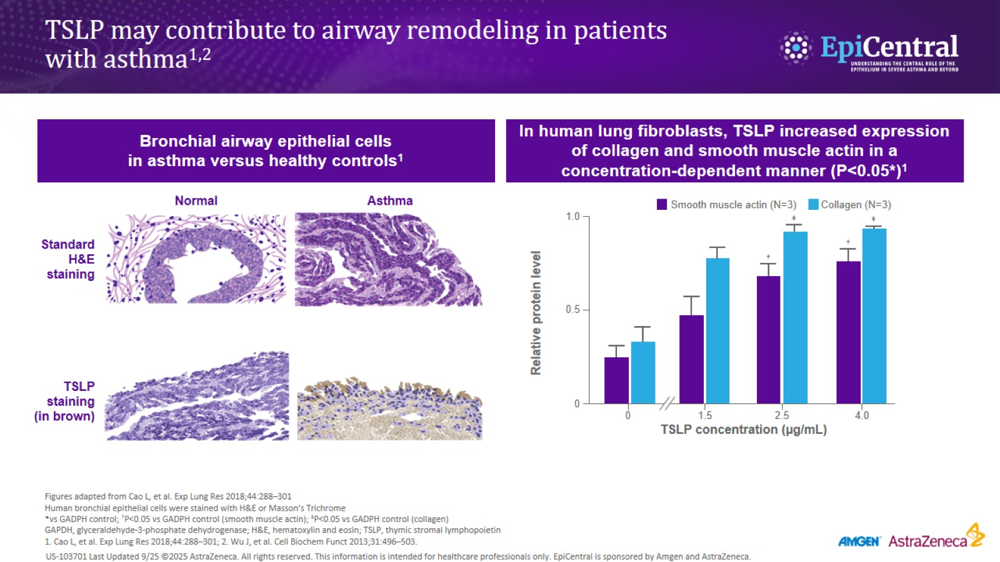 TSLP may contribute to airway remodeling in patients
with asthma1,2
EpiCentral
UNDERSTANDING THE CENTRAL ROLE OF THE
EPITHELIUM IN SEVERE ASTHMA AND BEYOND
Bronchial airway epithelial cells
in asthma versus healthy controls1
Normal
Asthma
Standard
H&E
staining
TSLP
staining
(in brown)
In human lung fibroblasts, TSLP increased expression
of collagen and smooth muscle actin in a
concentration-dependent manner (P<0.05*)1
Smooth muscle actin (N=3)
Collagen (N=3)
Relative protein level
1.0
0.5
0
†
‡
†
‡
0
1.5
2.5
4.0
TSLP concentration (µg/mL)
Figures adapted from Cao L, et al. Exp Lung Res 2018;44:288–301
Human bronchial epithelial cells were stained with H&E or Masson's Trichrome
*vs GADPH control; †P<0.05 vs GADPH control (smooth muscle actin); ‡P<0.05 vs GADPH control (collagen)
GAPDH, glyceraldehyde-3-phosphate dehydrogenase; H&E, hematoxylin and eosin; TSLP, thymic stromal lymphopoietin
1. Cao L, et al. Exp Lung Res 2018;44:288–301; 2. Wu J, et al. Cell Biochem Funct 2013;31:496–503.
US-103701 Last Updated 9/25 ©2025 AstraZeneca. All rights reserved. This information is intended for healthcare professionals only. EpiCentral is sponsored by Amgen and AstraZeneca.
AMGEN
AstraZeneca